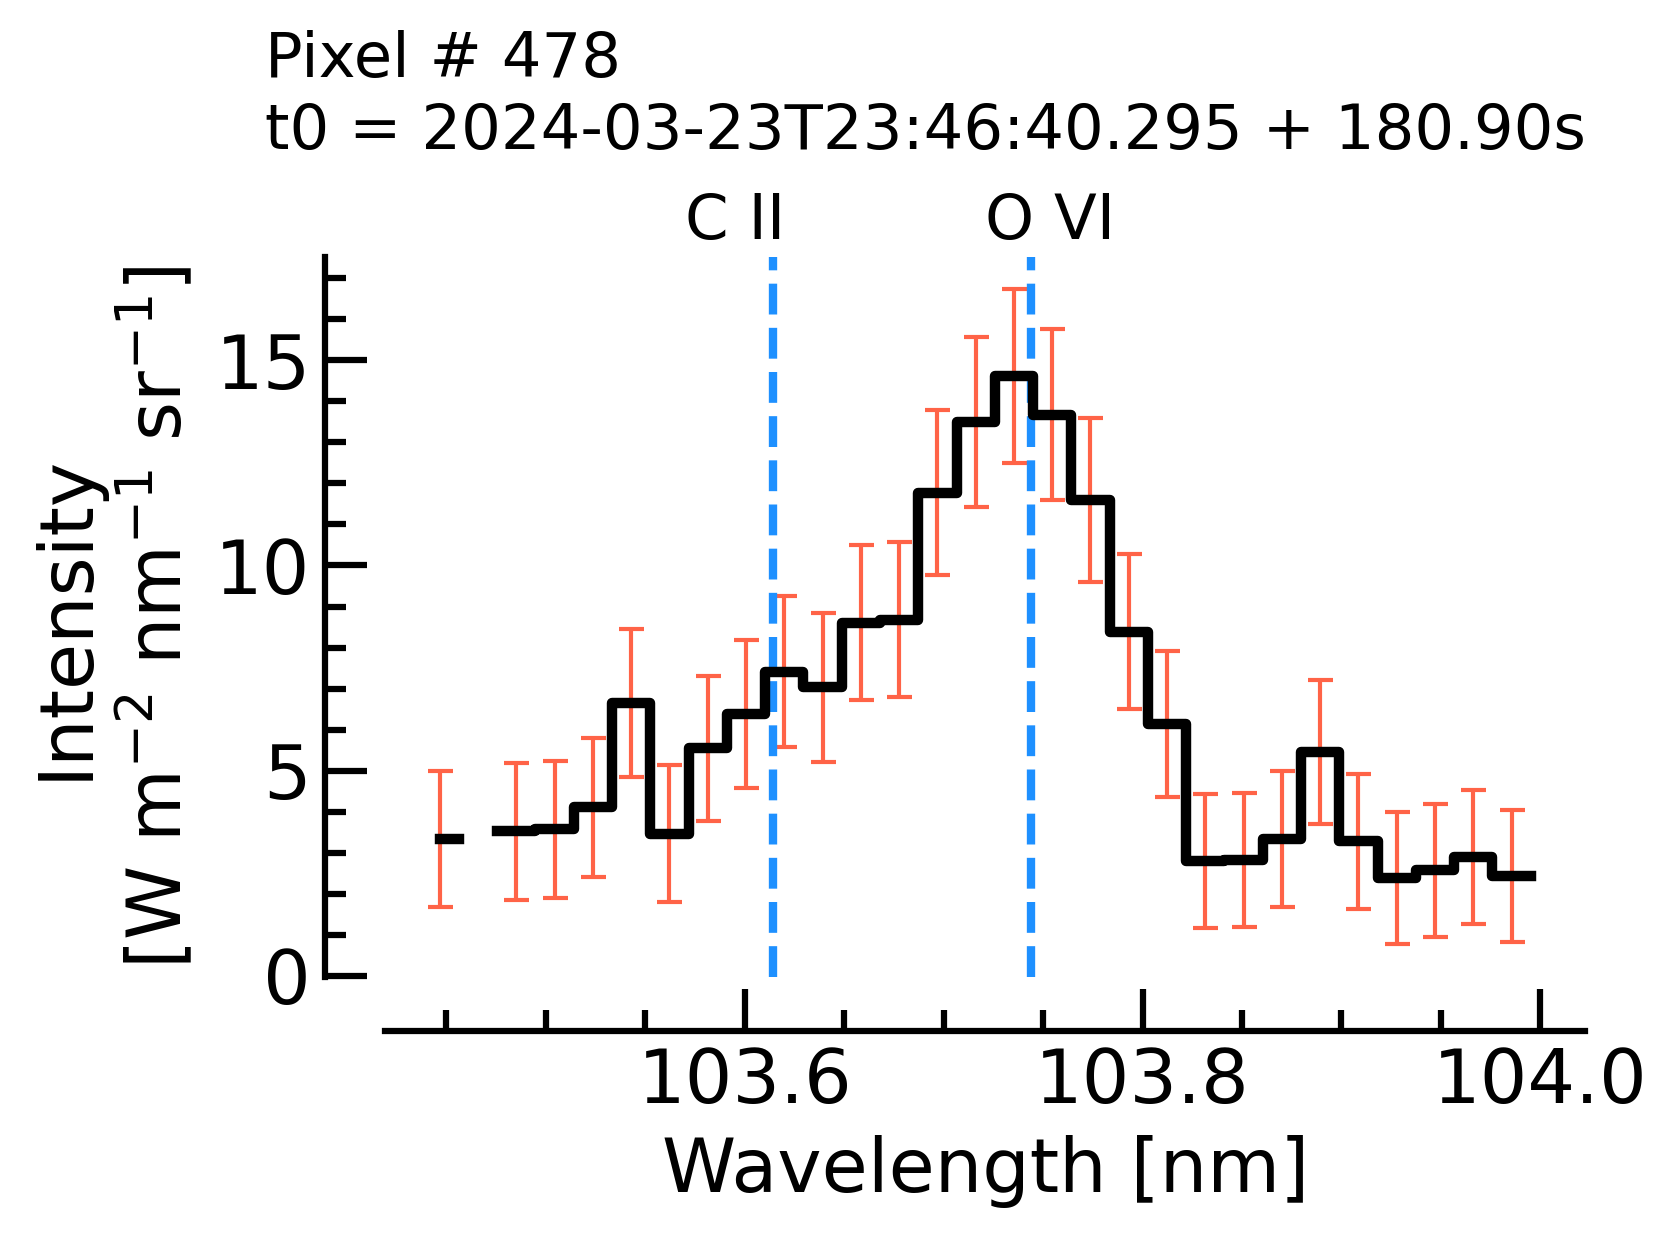 Pixel # 478
t0 = 2024-03-23T23:46:40.295 + 180.90s
C II
O VI
Intensity
[W m⁻² nm⁻¹ sr⁻¹]
15
10
5
0
103.6
103.8
104.0
Wavelength [nm]